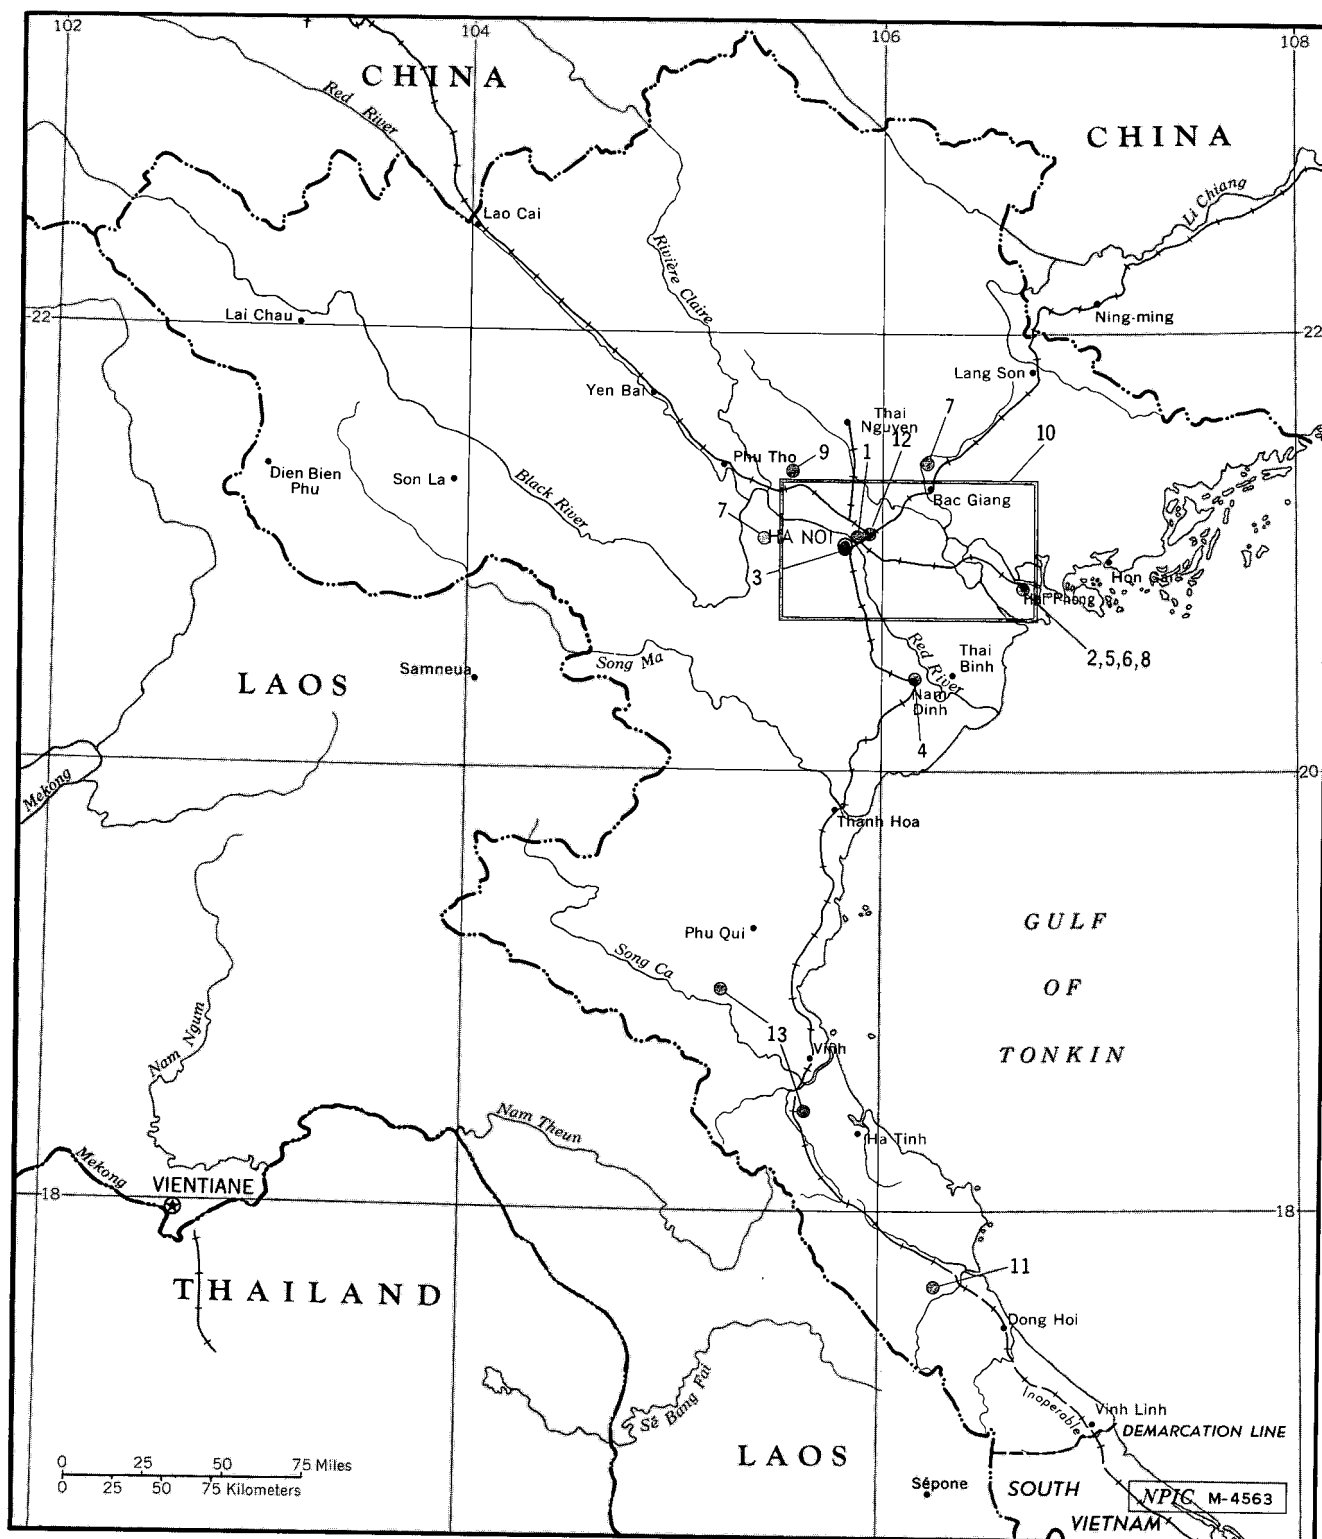 102
104
106
108
CHINA
Red River
CHINA
Li Chiang
Lao Cai
Rivière Claire
22
Lai Chau
Ning-ming
22
Lang Son
Yen Bai
Thai
Nguyen
7
12
10
1
Phu Tho
9
Dien Bien
Phu
Son La
Black River
Bac Giang
7
HA NOI
3
Hon Gai
Hai Phong
2,5,6,8
Song Ma
Red River
Thai
Binh
Samneua
LAOS
Nam
Dinh
4
Mekong
20
Thanh Hoa
Phu Qui
Song Ca
GULF
OF
TONKIN
13
Vinh
Nam Ngum
Nam Theun
Ha Tinh
Mekong
VIENTIANE
18
18
THAILAND
11
Dong Hoi
Sé Bang Fai
Inoperable
Vinh Linh
DEMARCATION LINE
LAOS
0 25 50 75 Miles
0 25 50 75 Kilometers
Sépone
SOUTH
VIETNAM
NPIC M-4563